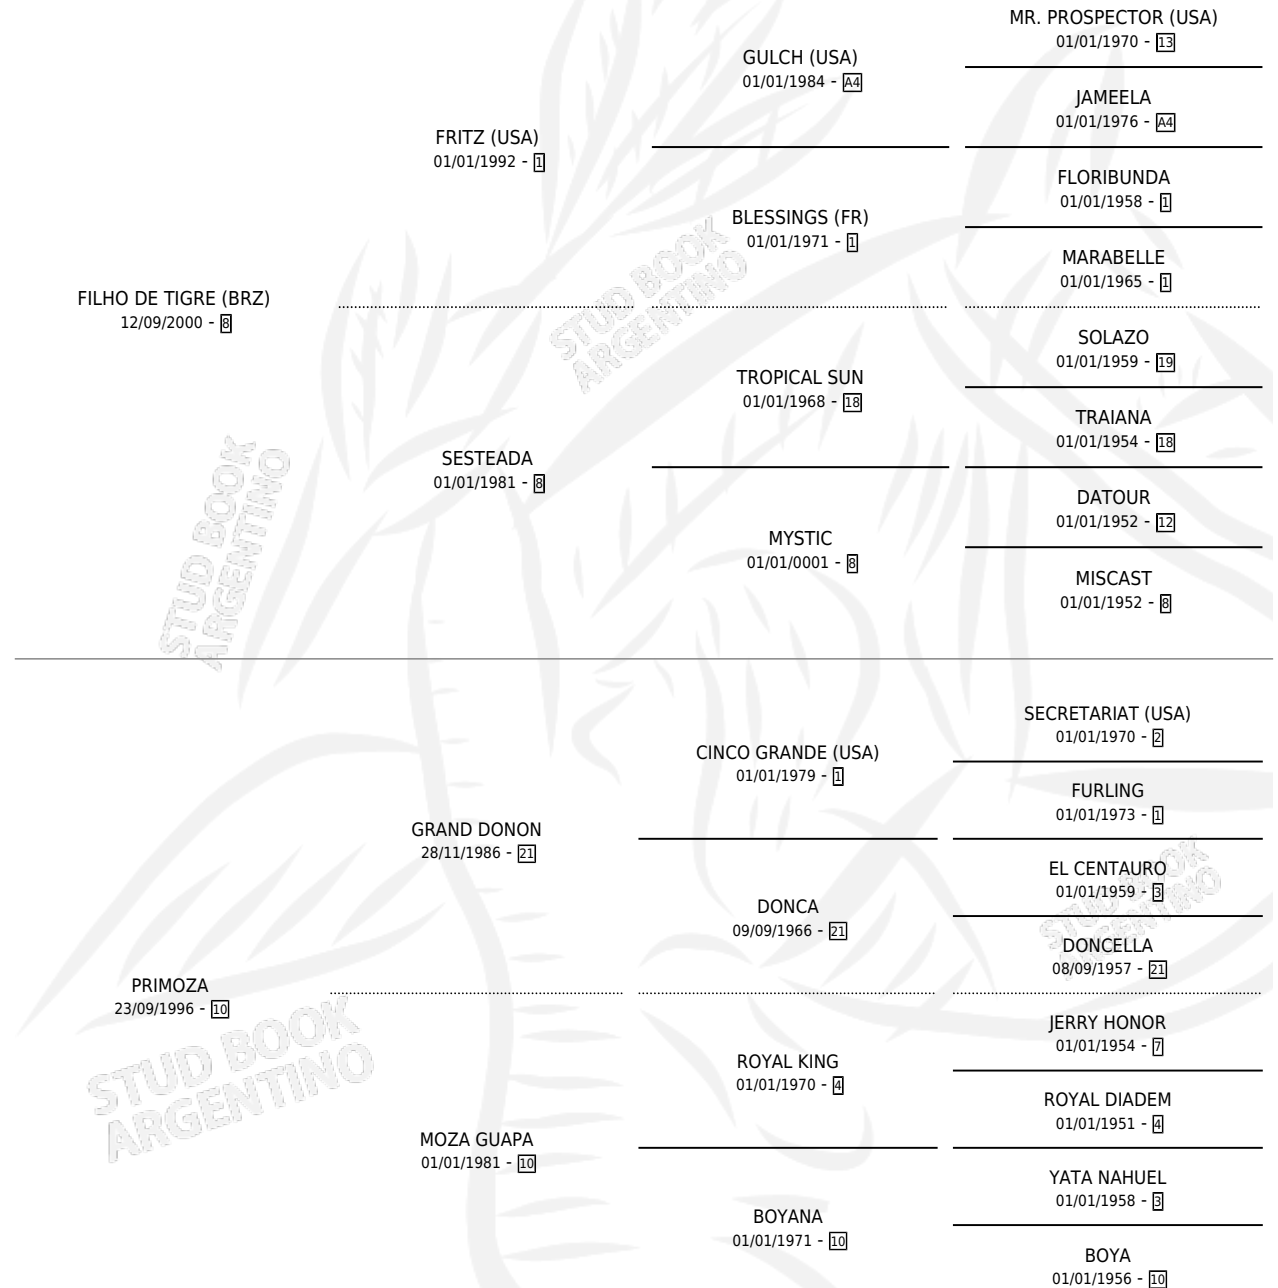 MR. PROSPECTOR (USA)
01/01/1970 - 13
GULCH (USA)
01/01/1984 - A4
JAMEELA
01/01/1976 - A4
FRITZ (USA)
01/01/1992 - 1
FLORIBUNDA
01/01/1958 - 1
BLESSINGS (FR)
01/01/1971 - 1
MARABELLE
01/01/1965 - 1
FILHO DE TIGRE (BRZ)
12/09/2000 - 8
SOLAZO
01/01/1959 - 19
TROPICAL SUN
01/01/1968 - 18
TRAIANA
01/01/1954 - 18
SESTEADA
01/01/1981 - 8
DATOUR
01/01/1952 - 12
MYSTIC
01/01/0001 - 8
MISCAST
01/01/1952 - 8
STUD BOOK
ARGENTINO
STUD BOOK
ARGENTINO
SECRETARIAT (USA)
01/01/1970 - 2
CINCO GRANDE (USA)
01/01/1979 - 1
FURLING
01/01/1973 - 1
GRAND DONON
28/11/1986 - 21
EL CENTAURO
01/01/1959 - 3
DONCA
09/09/1966 - 21
DONCELLA
08/09/1957 - 21
PRIMOZA
23/09/1996 - 10
JERRY HONOR
01/01/1954 - 7
ROYAL KING
01/01/1970 - 4
ROYAL DIADEM
01/01/1951 - 4
MOZA GUAPA
01/01/1981 - 10
YATA NAHUEL
01/01/1958 - 3
BOYANA
01/01/1971 - 10
BOYA
01/01/1956 - 10
STUD BOOK
ARGENTINO
STUD BOOK
ARGENTINO